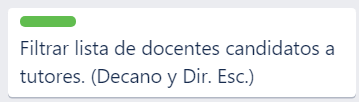 Filtrar lista de docentes candidatos a
tutores. (Decano y Dir. Esc.)